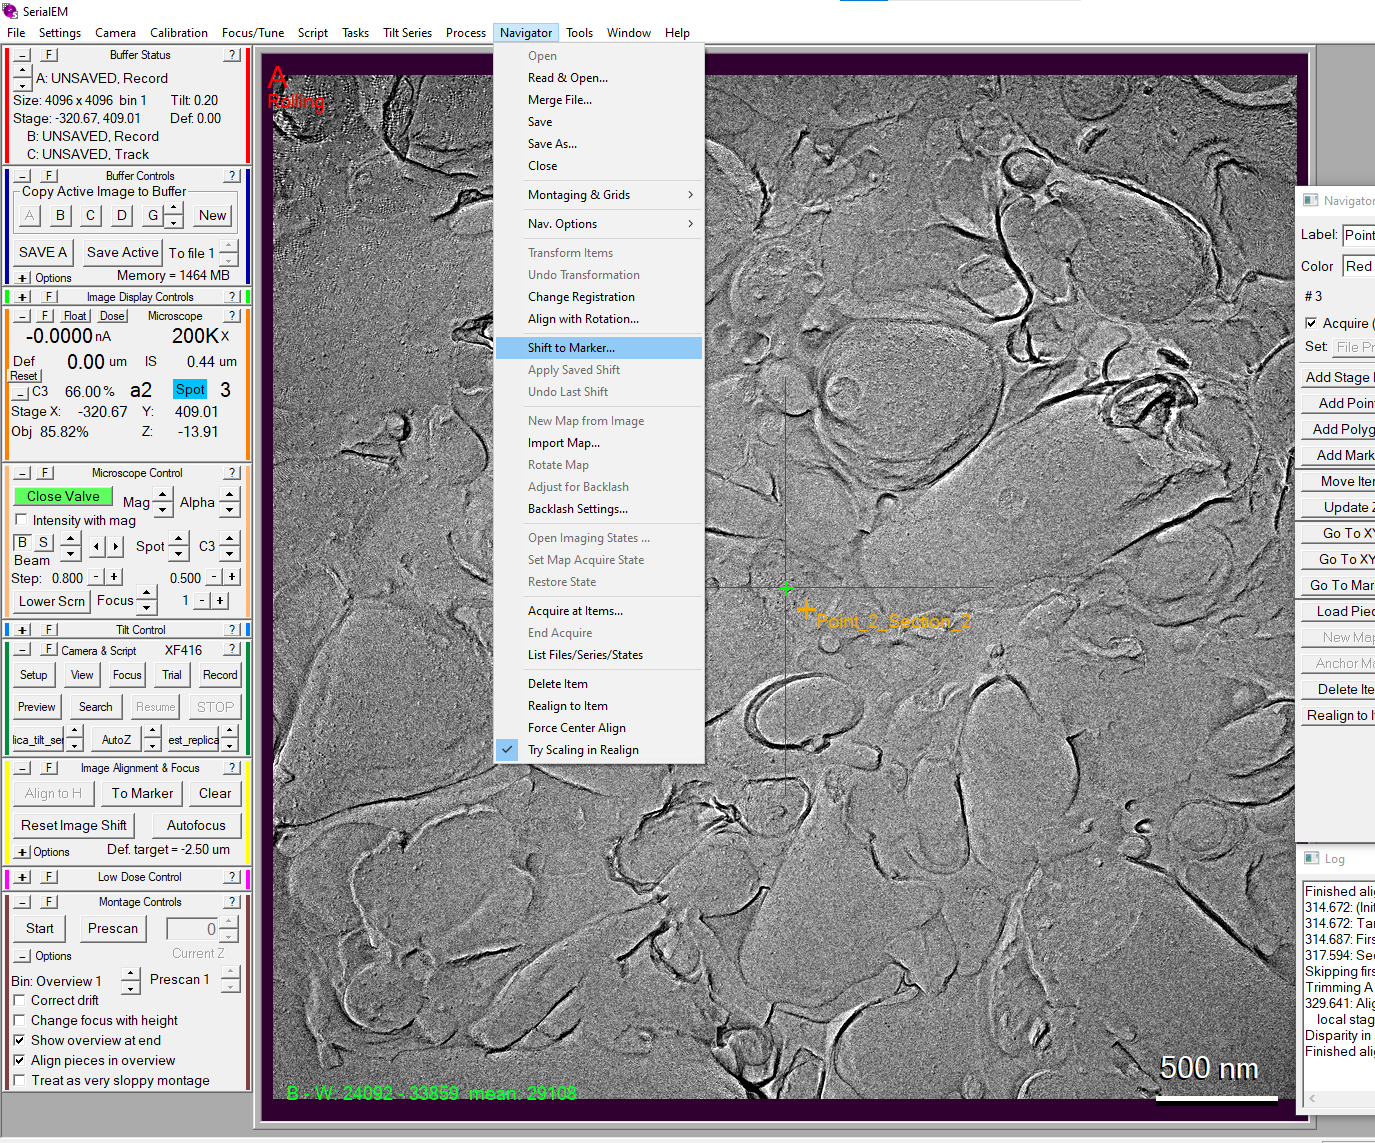 SerialEM
File Settings Camera Calibration Focus/Tune Script Tasks Tilt Series Process Navigator Tools Window Help
– F Buffer Status ?
A: UNSAVED, Record
Size: 4096 x 4096 bin 1 Tilt: 0.20
Stage: -320.67, 409.01 Def: 0.00
B: UNSAVED, Record
C: UNSAVED, Track
– F Buffer Controls ?
Copy Active Image to Buffer
A B C D G New
SAVE A Save Active To file 1
+ Options Memory = 1464 MB
+ F Image Display Controls ?
– F Float Dose Microscope ?
-0.0000 nA 200K X
Def 0.00 um IS 0.44 um
Reset
– C3 66.00 % a2 Spot 3
Stage X: -320.67 Y: 409.01
Obj 85.82% Z: -13.91
– F Microscope Control ?
Close Valve Mag Alpha
Intensity with mag
B S Spot C3
Beam
Step: 0.800 - + 0.500 - +
Lower Scrn Focus 1 - +
+ F Tilt Control ?
– F Camera & Script XF416 ?
Setup View Focus Trial Record
Preview Search Resume STOP
lica_tilt_ser AutoZ est_replica
– F Image Alignment & Focus ?
Align to H To Marker Clear
Reset Image Shift Autofocus
+ Options Def. target = -2.50 um
+ F Low Dose Control ?
– F Montage Controls ?
Start Prescan 0
– Options Current Z
Bin: Overview 1 Prescan 1
Correct drift
Change focus with height
Show overview at end
Align pieces in overview
Treat as very sloppy montage
A
Rolling
Open
Read & Open...
Merge File...
Save
Save As...
Close
Montaging & Grids
Nav. Options
Transform Items
Undo Transformation
Change Registration
Align with Rotation...
Shift to Marker...
Apply Saved Shift
Undo Last Shift
New Map from Image
Import Map...
Rotate Map
Adjust for Backlash
Backlash Settings...
Open Imaging States ...
Set Map Acquire State
Restore State
Acquire at Items...
End Acquire
List Files/Series/States
Delete Item
Realign to Item
Force Center Align
Try Scaling in Realign
Point_2_Section_2
B - W: 24092 - 33859 mean: 29108
500 nm
Navigator
Label: Point
Color Red
# 3
Acquire (
Set: File Pr
Add Stage
Add Poin
Add Polyg
Add Mark
Move Iter
Update Z
Go To XY
Go To XY
Go To Mar
Load Piec
New Map
Anchor Ma
Delete Ite
Realign to It
Log
Finished ali
314.672: (Init
314.672: Tar
314.687: Firs
317.594: Sec
Skipping firs
Trimming A
329.641: Alig
local stag
Disparity in
Finished ali